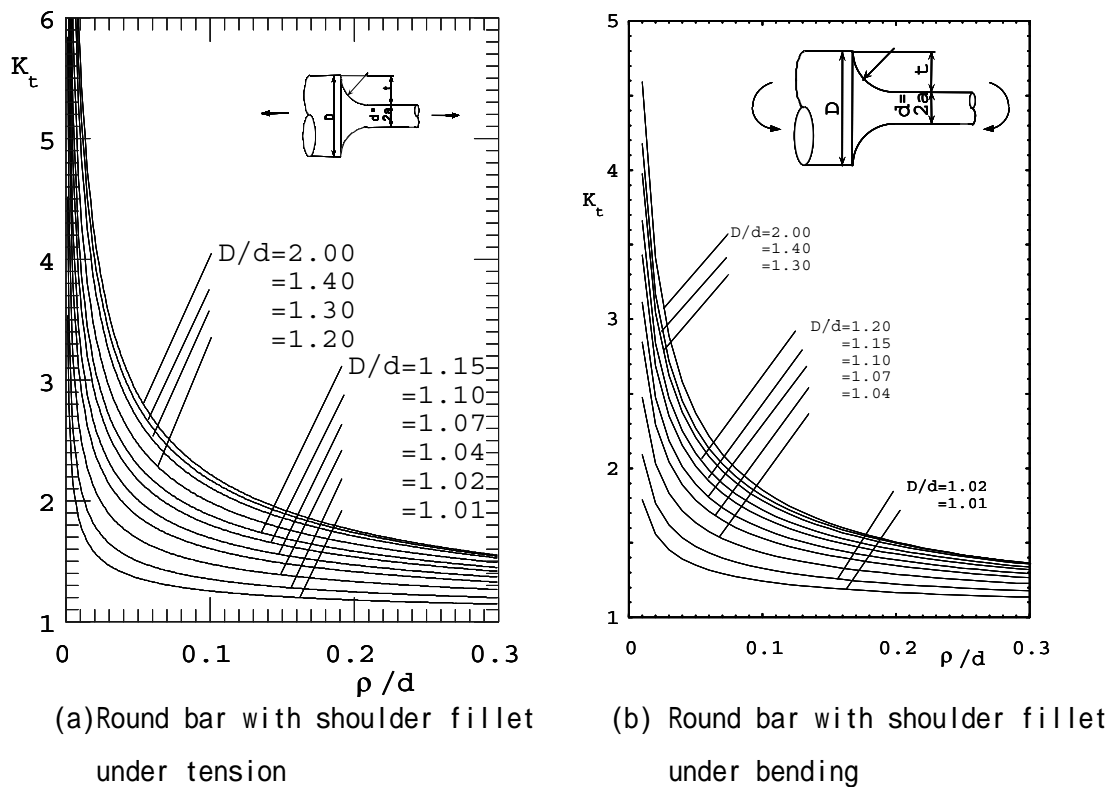 6
K_t
5
4
3
2
1
0
0.1
0.2
0.3
ρ/d
D
t
d=
2a
D/d=2.00
=1.40
=1.30
=1.20
D/d=1.15
=1.10
=1.07
=1.04
=1.02
=1.01
(a)Round bar with shoulder fillet
under tension
5
4
K_t
3
2
1
0
0.1
0.2
0.3
ρ/d
D
t
d=
2a
D/d=2.00
=1.40
=1.30
D/d=1.20
=1.15
=1.10
=1.07
=1.04
D/d=1.02
=1.01
(b) Round bar with shoulder fillet
under bending